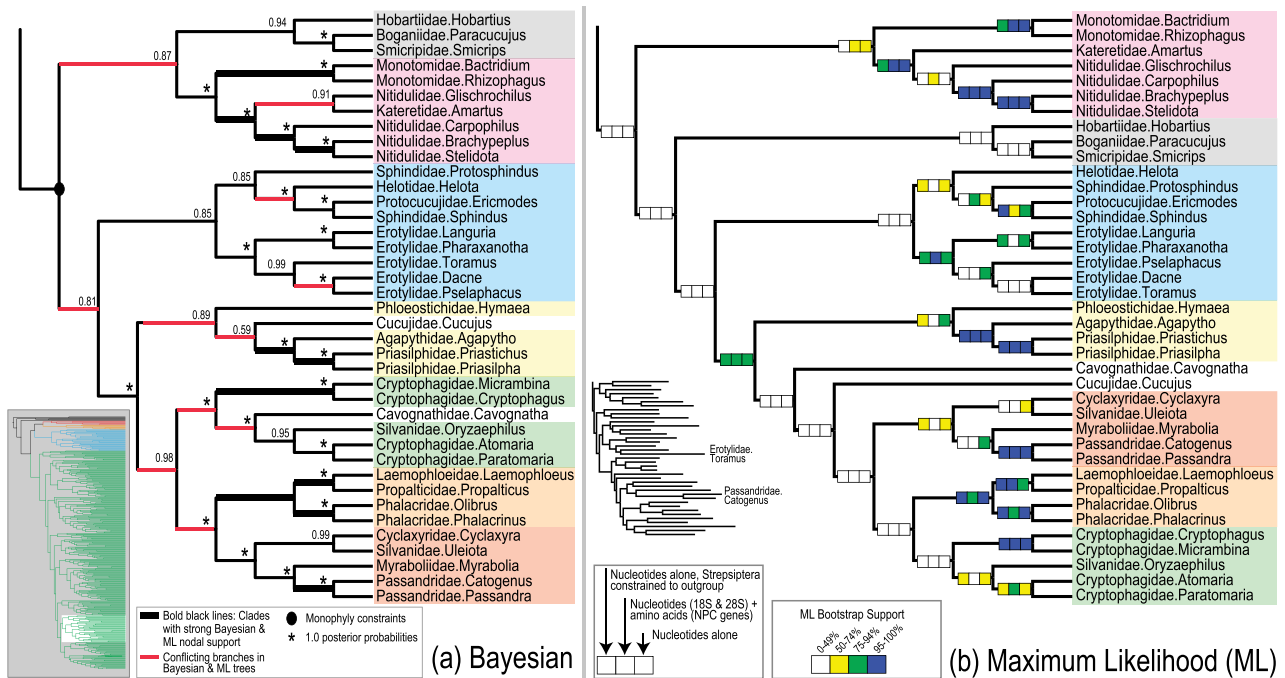 0.94
Hobartiidae.Hobartius
*
Boganiidae.Paracucujus
Smicripidae.Smicrips
0.87
*
Monotomidae.Bactridium
Monotomidae.Rhizophagus
*
0.91
Nitidulidae.Glischrochilus
Kateretidae.Amartus
*
*
Nitidulidae.Carpophilus
*
Nitidulidae.Brachypeplus
Nitidulidae.Stelidota
0.85
Sphindidae.Protosphindus
*
Helotidae.Helota
*
Protocucujidae.Ericmodes
Sphindidae.Sphindus
0.85
*
Erotylidae.Languria
Erotylidae.Pharaxanotha
*
0.99
Erotylidae.Toramus
*
Erotylidae.Dacne
Erotylidae.Pselaphacus
0.81
0.89
Phloeostichidae.Hymaea
0.59
Cucujidae.Cucujus
*
Agapythidae.Agapytho
*
Priasilphidae.Priastichus
Priasilphidae.Priasilpha
*
*
Cryptophagidae.Micrambina
Cryptophagidae.Cryptophagus
*
*
Cavognathidae.Cavognatha
0.95
Silvanidae.Oryzaephilus
*
Cryptophagidae.Atomaria
Cryptophagidae.Paratomaria
0.98
*
Laemophloeidae.Laemophloeus
Propalticidae.Propalticus
*
Phalacridae.Olibrus
Phalacridae.Phalacrinus
*
0.99
Cyclaxyridae.Cyclaxyra
Silvanidae.Uleiota
*
*
Myraboliidae.Myrabolia
*
Passandridae.Catogenus
Passandridae.Passandra
Bold black lines: Clades
with strong Bayesian &
ML nodal support
Conflicting branches in
Bayesian & ML trees
Monophyly constraints
* 1.0 posterior probabilities
(a) Bayesian
Monotomidae.Bactridium
Monotomidae.Rhizophagus
Kateretidae.Amartus
Nitidulidae.Glischrochilus
Nitidulidae.Carpophilus
Nitidulidae.Brachypeplus
Nitidulidae.Stelidota
Hobartiidae.Hobartius
Boganiidae.Paracucujus
Smicripidae.Smicrips
Helotidae.Helota
Sphindidae.Protosphindus
Protocucujidae.Ericmodes
Sphindidae.Sphindus
Erotylidae.Languria
Erotylidae.Pharaxanotha
Erotylidae.Pselaphacus
Erotylidae.Dacne
Erotylidae.Toramus
Phloeostichidae.Hymaea
Agapythidae.Agapytho
Priasilphidae.Priastichus
Priasilphidae.Priasilpha
Cavognathidae.Cavognatha
Cucujidae.Cucujus
Cyclaxyridae.Cyclaxyra
Silvanidae.Uleiota
Myraboliidae.Myrabolia
Passandridae.Catogenus
Passandridae.Passandra
Laemophloeidae.Laemophloeus
Propalticidae.Propalticus
Phalacridae.Olibrus
Phalacridae.Phalacrinus
Cryptophagidae.Cryptophagus
Cryptophagidae.Micrambina
Silvanidae.Oryzaephilus
Cryptophagidae.Atomaria
Cryptophagidae.Paratomaria
Erotylidae.
Toramus
Passandridae.
Catogenus
Nucleotides alone, Strepsiptera
constrained to outgroup
Nucleotides (18S & 28S) +
amino acids (NPC genes)
Nucleotides alone
ML Bootstrap Support
0-49%
50-74%
75-94%
95-100%
(b) Maximum Likelihood (ML)